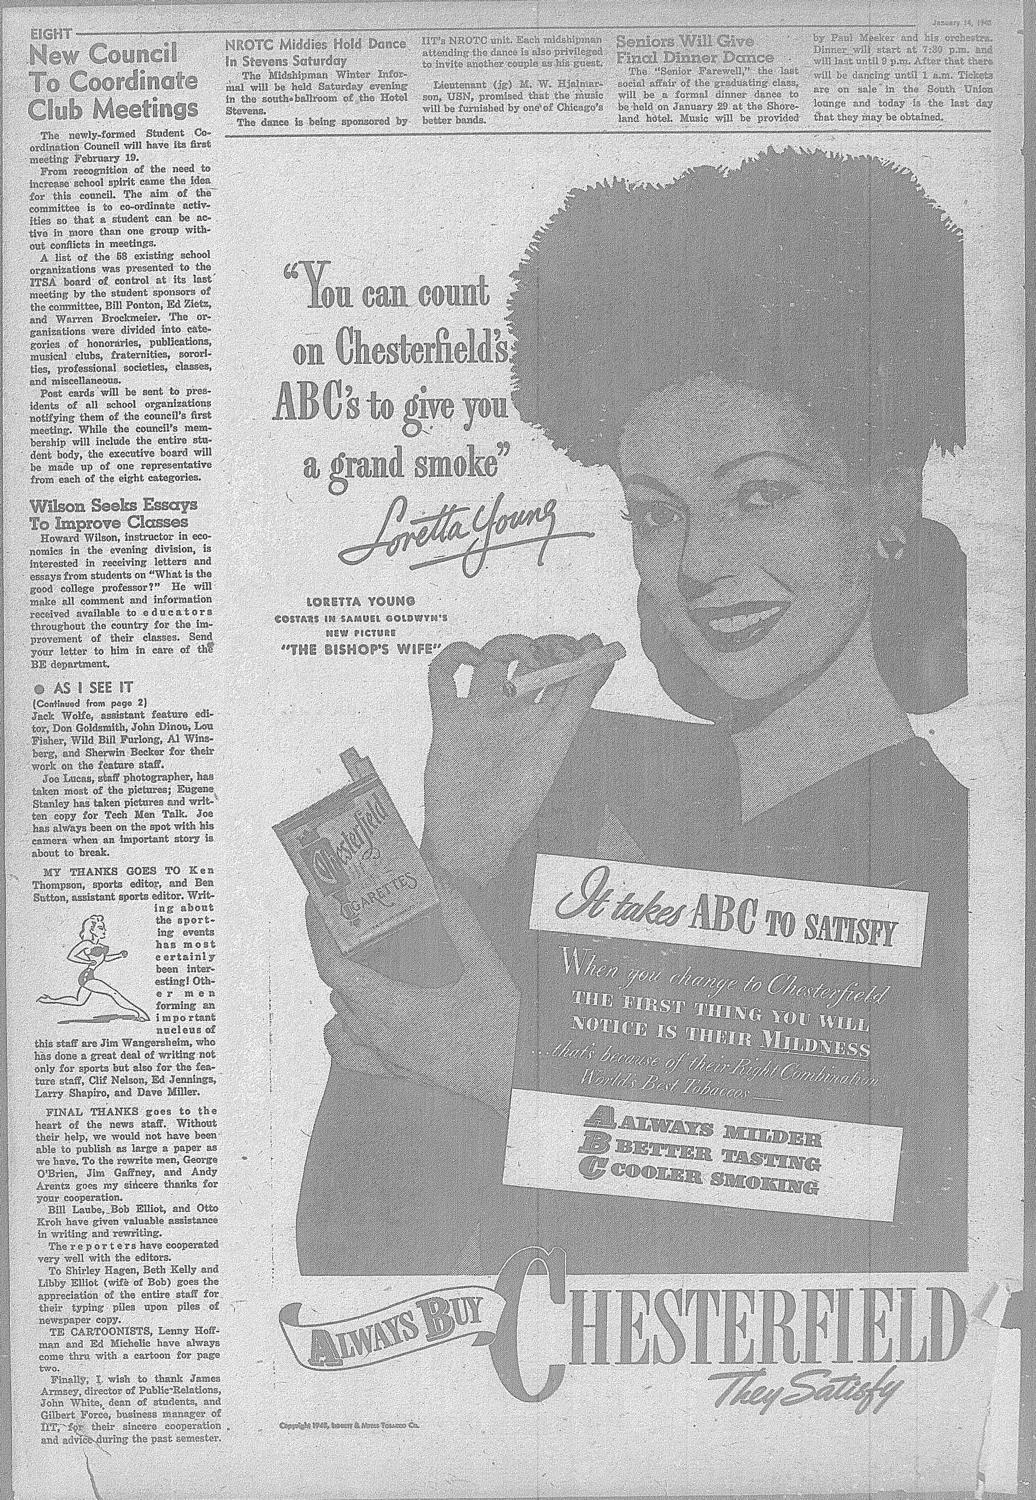 EIGHT
January 14, 1948
New Council
To Coordinate
Club Meetings
The newly-formed Student Co-
ordination Council will have its first
meeting February 19.
From recognition of the need to
increase school spirit came the idea
for this council. The aim of the
committee is to co-ordinate activ-
ities so that a student can be ac-
tive in more than one group with-
out conflicts in meetings.
A list of the 58 existing school
organizations was presented to the
ITSA board of control at its last
meeting by the student sponsors of
the committee, Bill Ponton, Ed Zietz,
and Warren Brockmeier. The or-
ganizations were divided into cate-
gories of honoraries, publications,
musical clubs, fraternities, sorori-
ties, professional societies, classes,
and miscellaneous.
Post cards will be sent to pres-
idents of all school organizations
notifying them of the council's first
meeting. While the council's mem-
bership will include the entire stu-
dent body, the executive board will
be made up of one representative
from each of the eight categories.
Wilson Seeks Essays
To Improve Classes
Howard Wilson, instructor in eco-
nomics in the evening division, is
interested in receiving letters and
essays from students on "What is the
good college professor?" He will
make all comment and information
received available to educators
throughout the country for the im-
provement of their classes. Send
your letter to him in care of the
BE department.
● AS I SEE IT
(Continued from page 2)
Jack Wolfe, assistant feature edi-
tor, Don Goldsmith, John Dinou, Lou
Fisher, Wild Bill Furlong, Al Wins-
berg, and Sherwin Becker for their
work on the feature staff.
Joe Lucas, staff photographer, has
taken most of the pictures; Eugene
Stanley has taken pictures and writ-
ten copy for Tech Men Talk. Joe
has always been on the spot with his
camera when an important story is
about to break.
MY THANKS GOES TO Ken
Thompson, sports editor, and Ben
Sutton, assistant sports editor. Writ-
ing about
the sport-
ing events
has most
certainly
been inter-
esting! Oth-
er men
forming an
important
nucleus of
this staff are Jim Wangersheim, who
has done a great deal of writing not
only for sports but also for the fea-
ture staff, Clif Nelson, Ed Jennings,
Larry Shapiro, and Dave Miller.
FINAL THANKS goes to the
heart of the news staff. Without
their help, we would not have been
able to publish as large a paper as
we have. To the rewrite men, George
O'Brien, Jim Gaffney, and Andy
Arentz goes my sincere thanks for
your cooperation.
Bill Laube, Bob Elliot, and Otto
Kroh have given valuable assistance
in writing and rewriting.
The reporters have cooperated
very well with the editors.
To Shirley Hagen, Beth Kelly and
Libby Elliot (wife of Bob) goes the
appreciation of the entire staff for
their typing piles upon piles of
newspaper copy.
TE CARTOONISTS, Lenny Hoff-
man and Ed Michelic have always
come thru with a cartoon for page
two.
Finally, I wish to thank James
Armsey, director of Public Relations,
John White, dean of students, and
Gilbert Force, business manager of
IIT, for their sincere cooperation
and advice during the past semester.
NROTC Middies Hold Dance
In Stevens Saturday
The Midshipman Winter Infor-
mal will be held Saturday evening
in the south ballroom of the Hotel
Stevens.
The dance is being sponsored by
IIT's NROTC unit. Each midshipman
attending the dance is also privileged
to invite another couple as his guest.
Lieutenant (jg) M. W. Hjalmar-
son, USN, promised that the music
will be furnished by one of Chicago's
better bands.
Seniors Will Give
Final Dinner Dance
The "Senior Farewell," the last
social affair of the graduating class,
will be a formal dinner dance to
be held on January 29 at the Shore-
land hotel. Music will be provided
by Paul Meeker and his orchestra.
Dinner will start at 7:30 p.m. and
will last until 9 p.m. After that there
will be dancing until 1 a.m. Tickets
are on sale in the South Union
lounge and today is the last day
that they may be obtained.
"You can count
on Chesterfield's
ABC's to give you
a grand smoke"
Loretta Young
LORETTA YOUNG
COSTARS IN SAMUEL GOLDWYN'S
NEW PICTURE
"THE BISHOP'S WIFE"
Chesterfield
CIGARETTES
It takes ABC TO SATISFY
When you change to Chesterfield
THE FIRST THING YOU WILL
NOTICE IS THEIR MILDNESS
...that's because of their Right Combination
World's Best Tobaccos
A ALWAYS MILDER
B BETTER TASTING
C COOLER SMOKING
ALWAYS BUY CHESTERFIELD
They Satisfy
Copyright 1948, LIGGETT & MYERS TOBACCO CO.